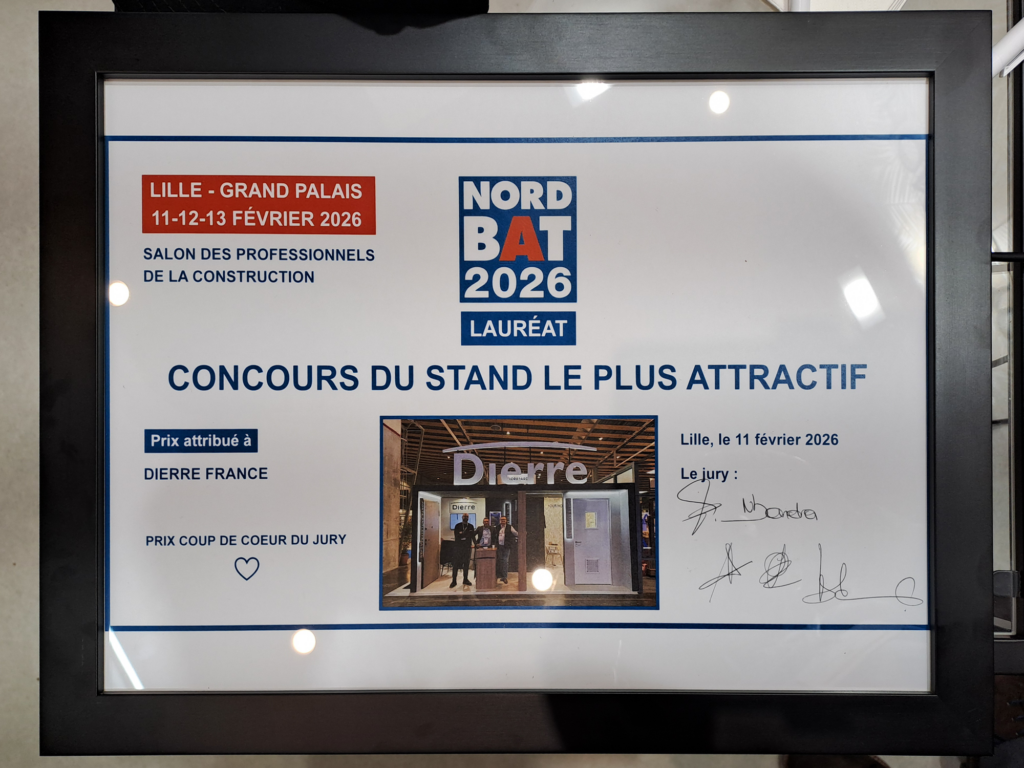 LILLE - GRAND PALAIS
11-12-13 FÉVRIER 2026
SALON DES PROFESSIONNELS
DE LA CONSTRUCTION
NORD
BAT
2026
LAURÉAT
CONCOURS DU STAND LE PLUS ATTRACTIF
Prix attribué à
DIERRE FRANCE
PRIX COUP DE COEUR DU JURY
Dierre
Dierre
Lille, le 11 février 2026
Le jury :